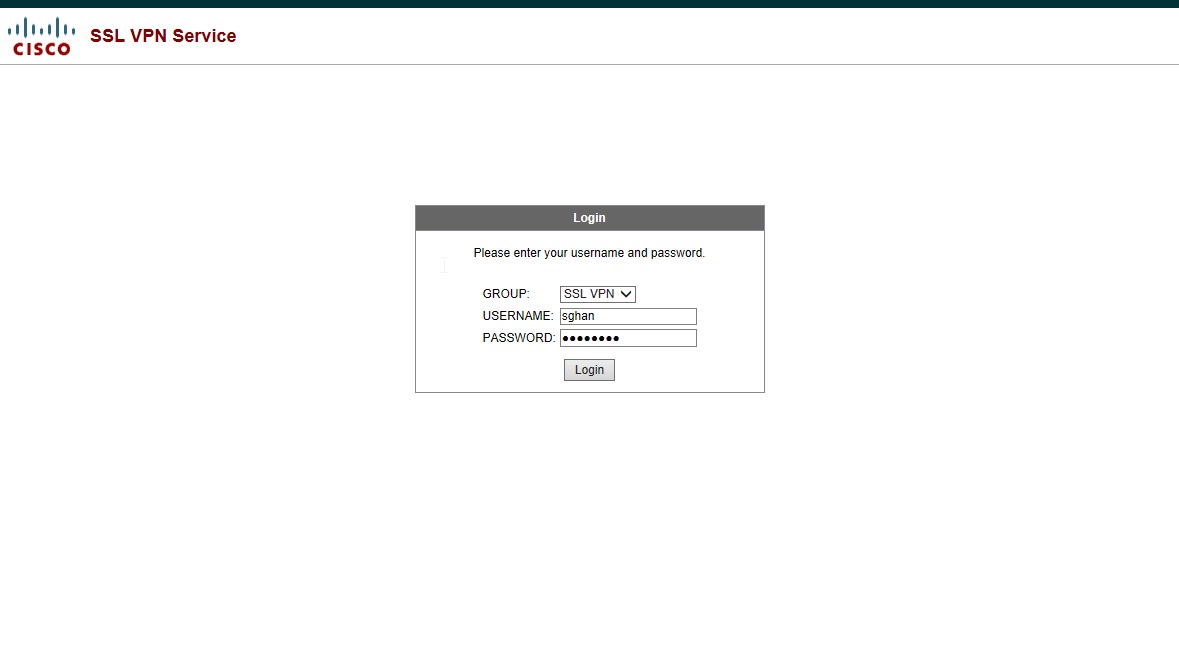 CISCO
SSL VPN Service
Login
Please enter your username and password.
GROUP: SSL VPN
USERNAME: sghan
PASSWORD: ●●●●●●●●
Login